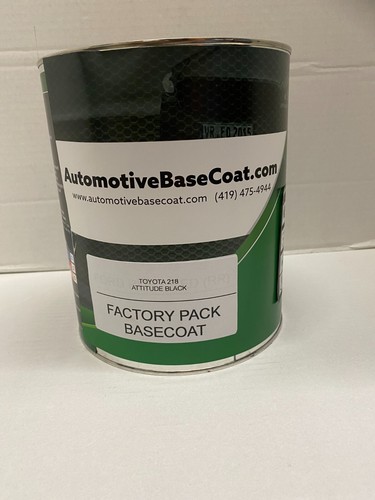 AutomotiveBaseCoat.com
www.automotivebasecoat.com (419) 475-4944
TOYOTA 218
ATTITUDE BLACK
FACTORY PACK
BASECOAT